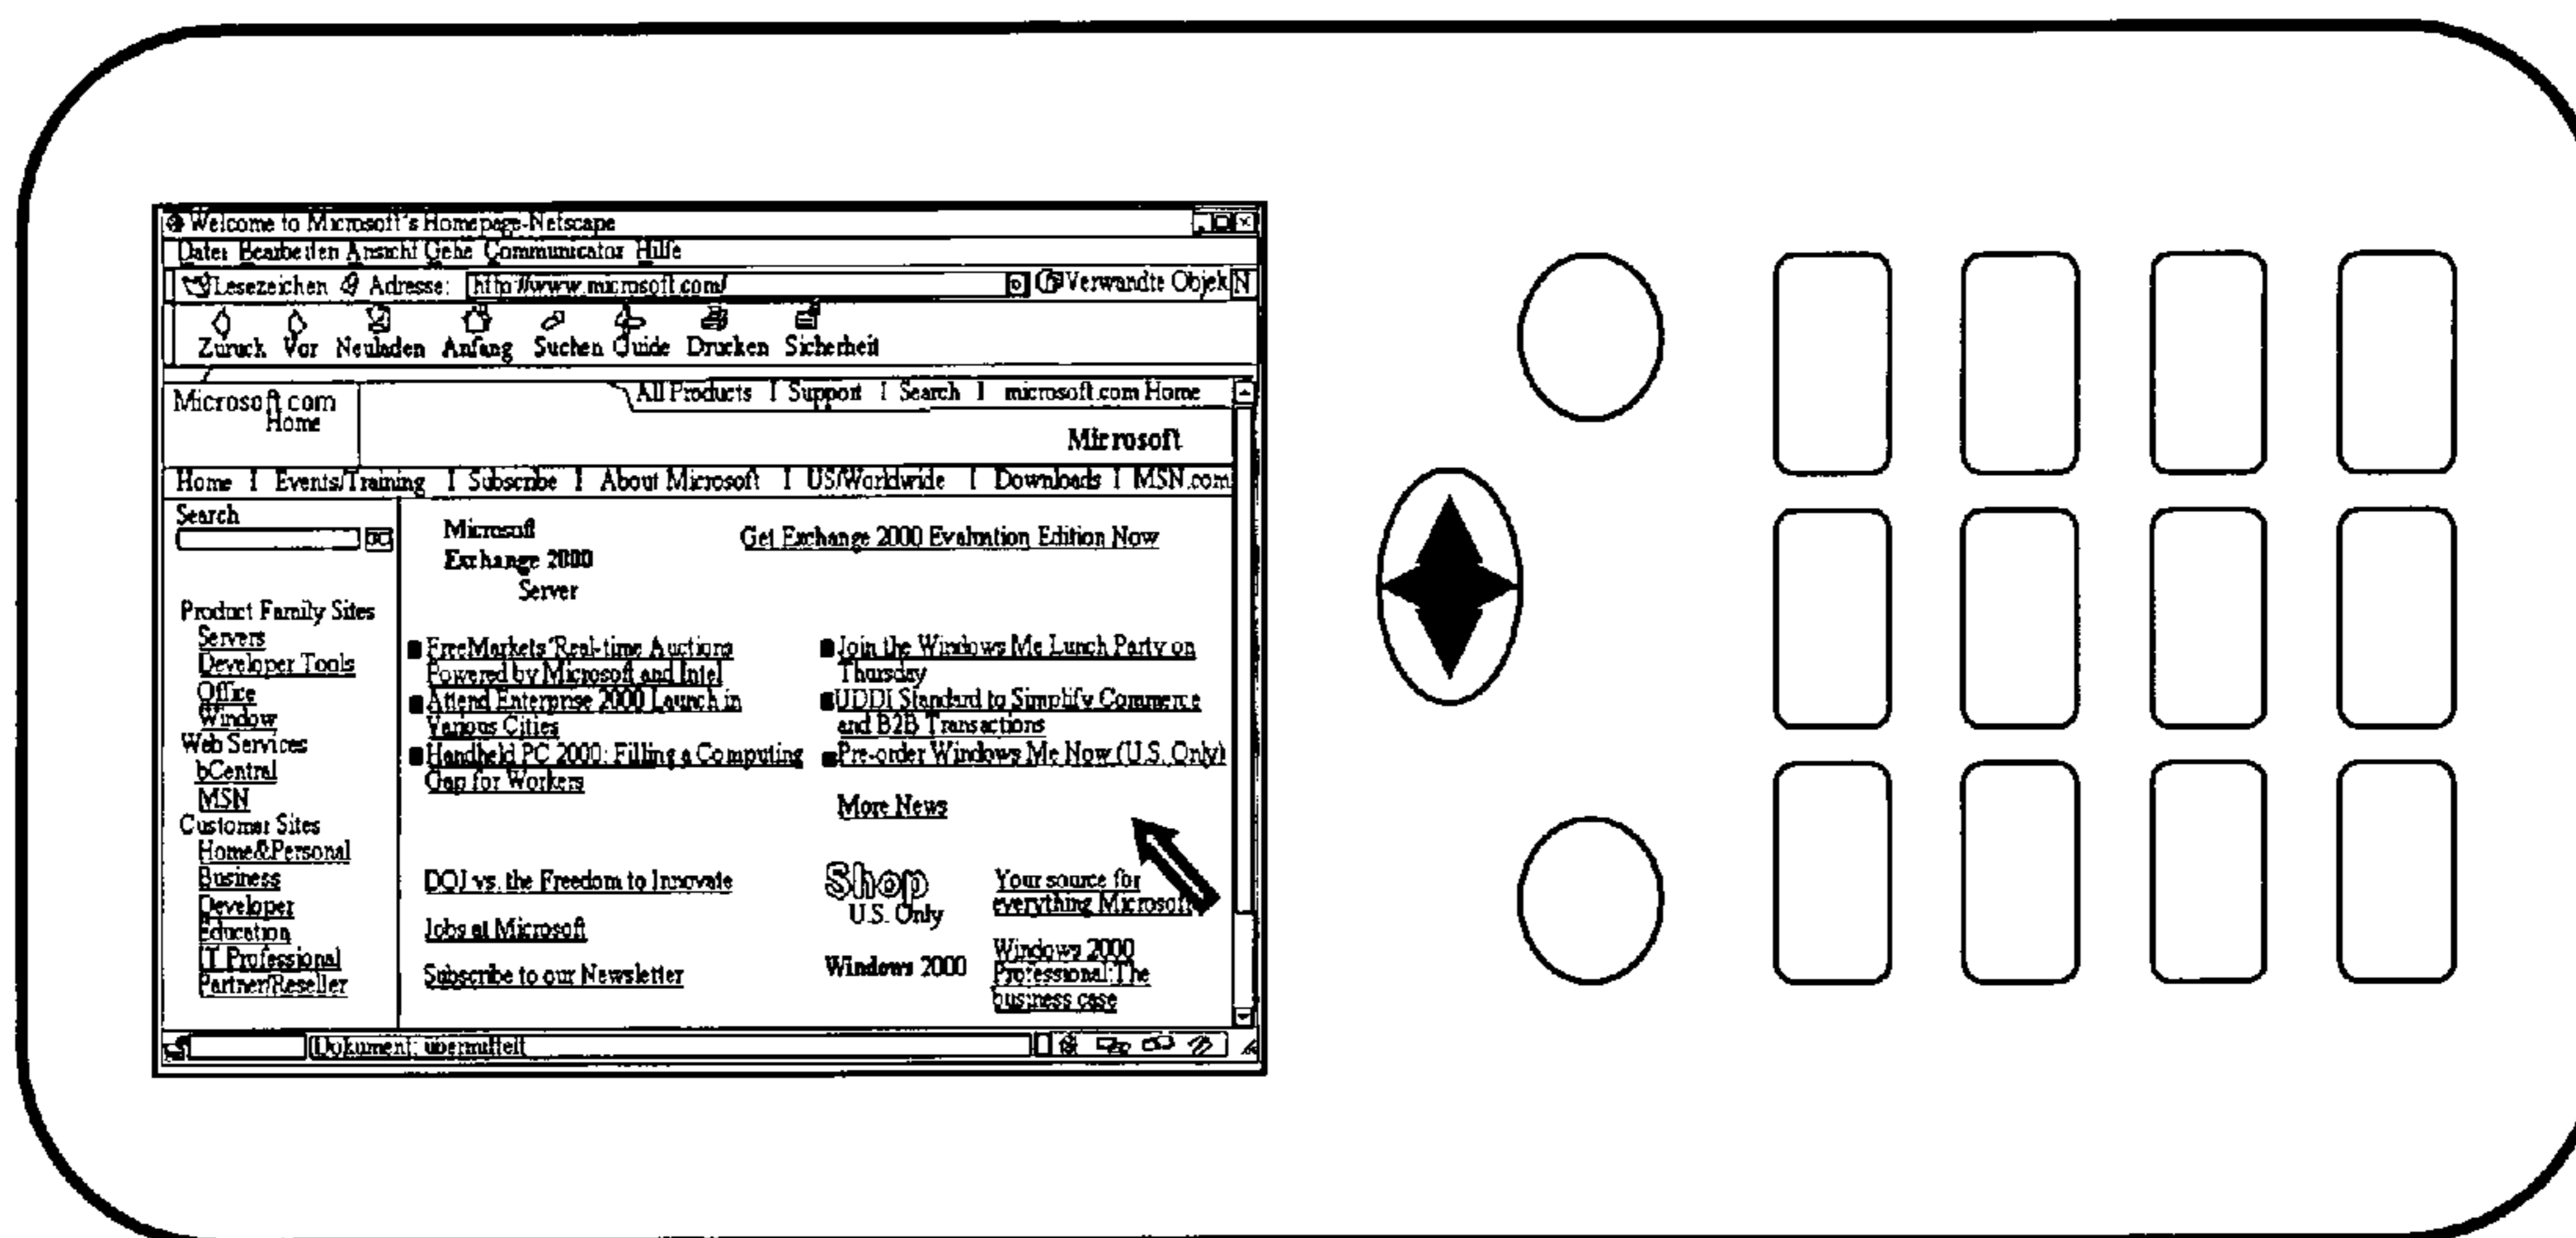 Welcome to Microsoft's Homepage-Netscape
Datei Bearbeiten Ansicht Gehe Communicator Hilfe
Lesezeichen Adresse: http://www.microsoft.com/ Verwandte Objek N
Zuruck Vor Neuladen Anfang Suchen Guide Drucken Sicherheit
All Products I Support I Search I microsoft.com Home
Microsoft.com
Home
Microsoft
Home I Events/Training I Subscribe I About Microsoft I US/Worldwide I Downloads I MSN.com
Search
Product Family Sites
Servers
Developer Tools
Office
Window
Web Services
bCentral
MSN
Customer Sites
Home&Personal
Business
Developer
Education
IT Professional
Partner/Reseller
Microsoft
Exchange 2000
Server
Get Exchange 2000 Evaluation Edition Now
FreeMarkets'Real-time Auctions
Powered by Microsoft and Intel
Attend Enterprise 2000 Launch in
Various Cities
Handheld PC 2000: Filling a Computing
Gap for Workers
Join the Windows Me Lunch Party on
Thursday
UDDI Standard to Simplify Commerce
and B2B Transactions
Pre-order Windows Me Now (U.S. Only)
More News
DOJ vs. the Freedom to Innovate
Jobs at Microsoft
Subscribe to our Newsletter
Shop
U.S. Only
Your source for
everything Microsoft
Windows 2000
Windows 2000
Professional:The
business case
Dokument: ubermittelt